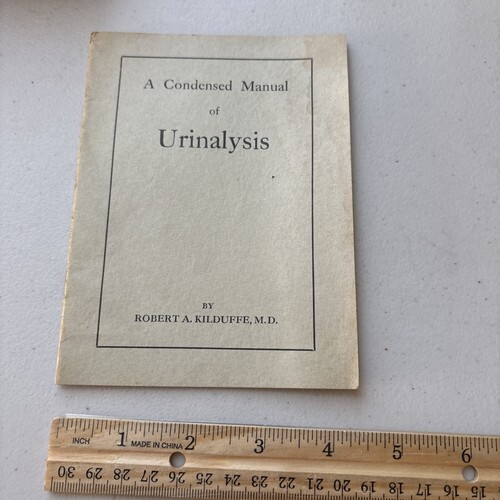 A Condensed Manual
of
Urinalysis
BY
ROBERT A. KILDUFFE, M.D.
INCH 1 MADE IN CHINA 2 3 4 5 6
30 29 28 27 26 25 24 23 22 21 20 19 18 17 16 15